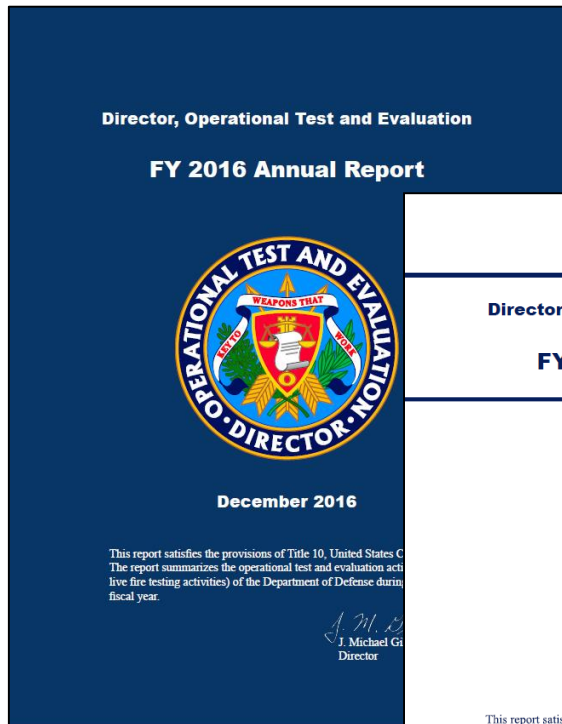 Director, Operational Test and Evaluation
FY 2016 Annual Report
OPERATIONAL TEST AND EVALUATION
DIRECTOR
KEY TO
WEAPONS THAT
WORK
December 2016
This report satisfies the provisions of Title 10, United States C
The report summarizes the operational test and evaluation acti
live fire testing activities) of the Department of Defense during
fiscal year.
J. M. G
J. Michael Gi
Director
Director
FY
This report satis